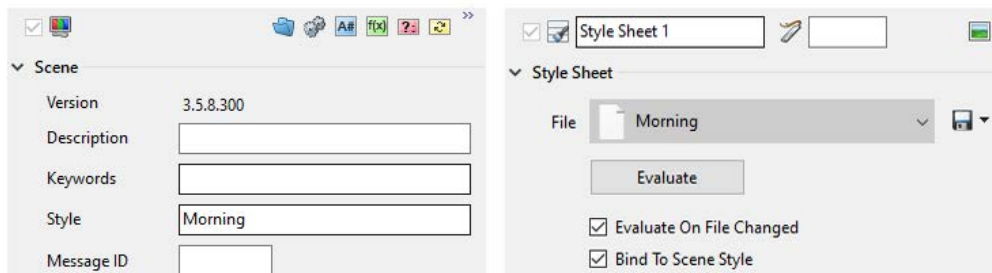 A# f(x) ?: »
Scene
Version 3.5.8.300
Description
Keywords
Style Morning
Message ID
Style Sheet 1
Style Sheet
File Morning
Evaluate
Evaluate On File Changed
Bind To Scene Style